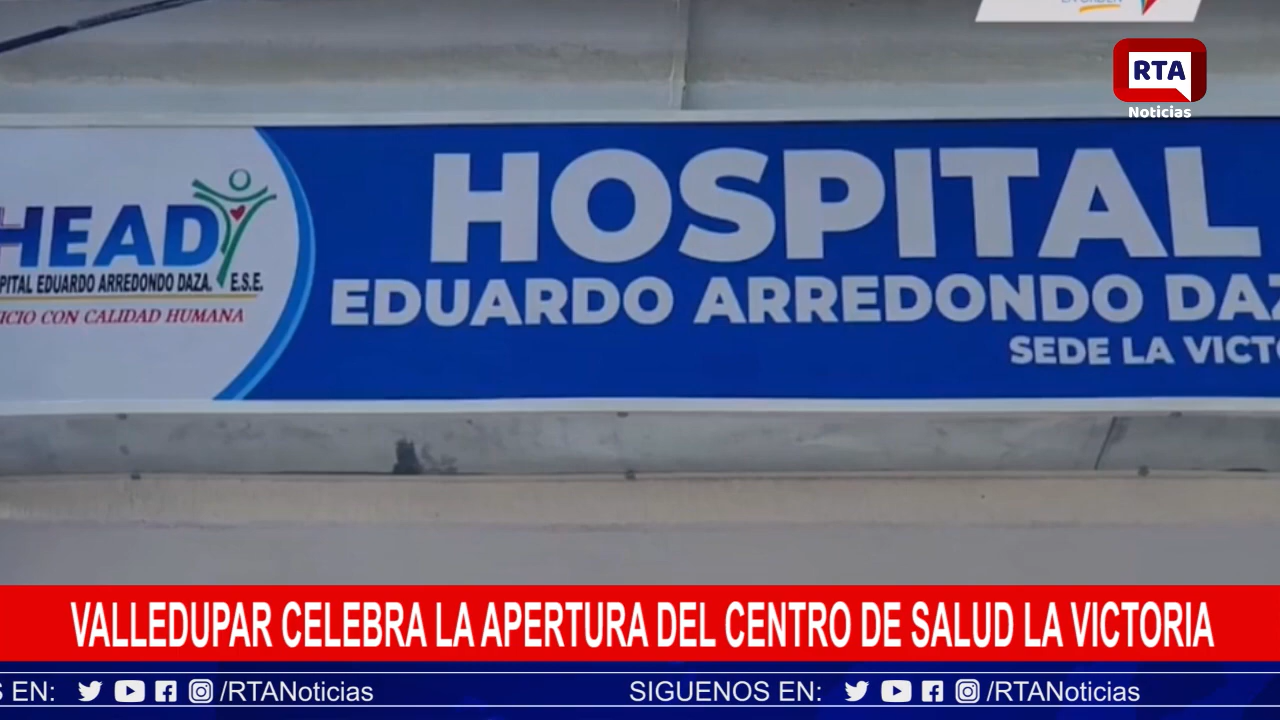 RTA
Noticias
HEAD
PITAL EDUARDO ARREDONDO DAZA. E.S.E.
ICIO CON CALIDAD HUMANA
HOSPITAL
EDUARDO ARREDONDO DAZ
SEDE LA VICTO
VALLEDUPAR CELEBRA LA APERTURA DEL CENTRO DE SALUD LA VICTORIA
S EN: /RTANoticias SIGUENOS EN: /RTANoticias